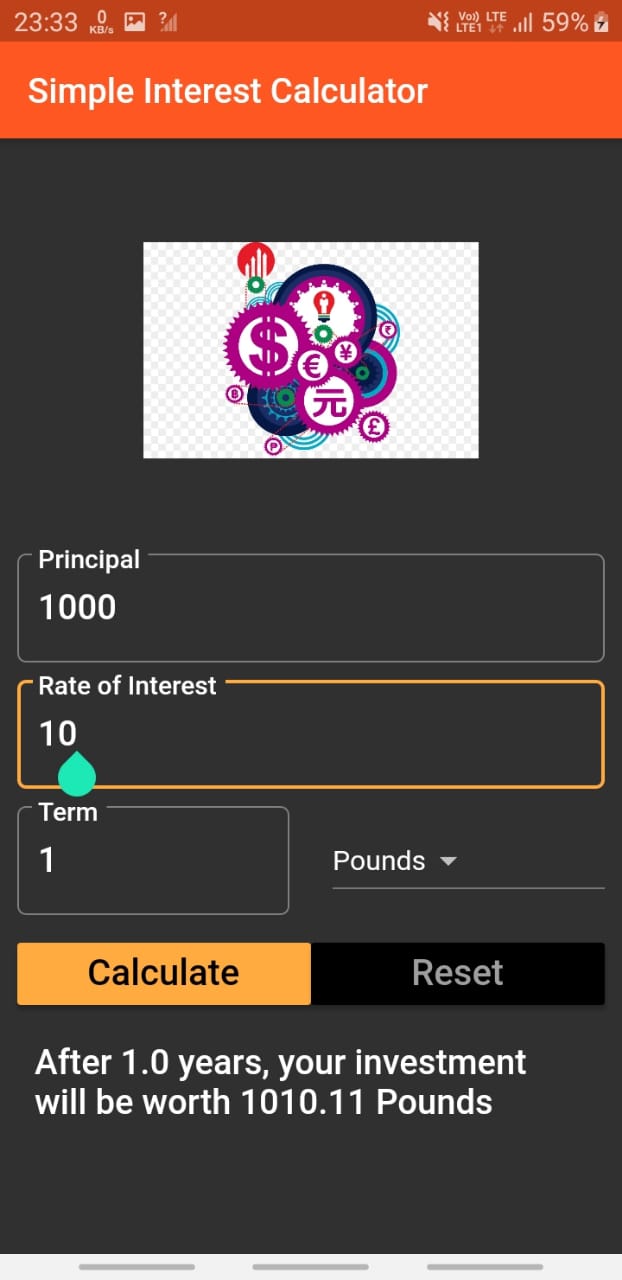 23:33 0 KB/s ? Vo) LTE LTE1 59%
Simple Interest Calculator
$ € ¥ ₹ 元 £ ฿ ₱
Principal
1000
Rate of Interest
10
Term
1
Pounds
Calculate Reset
After 1.0 years, your investment
will be worth 1010.11 Pounds